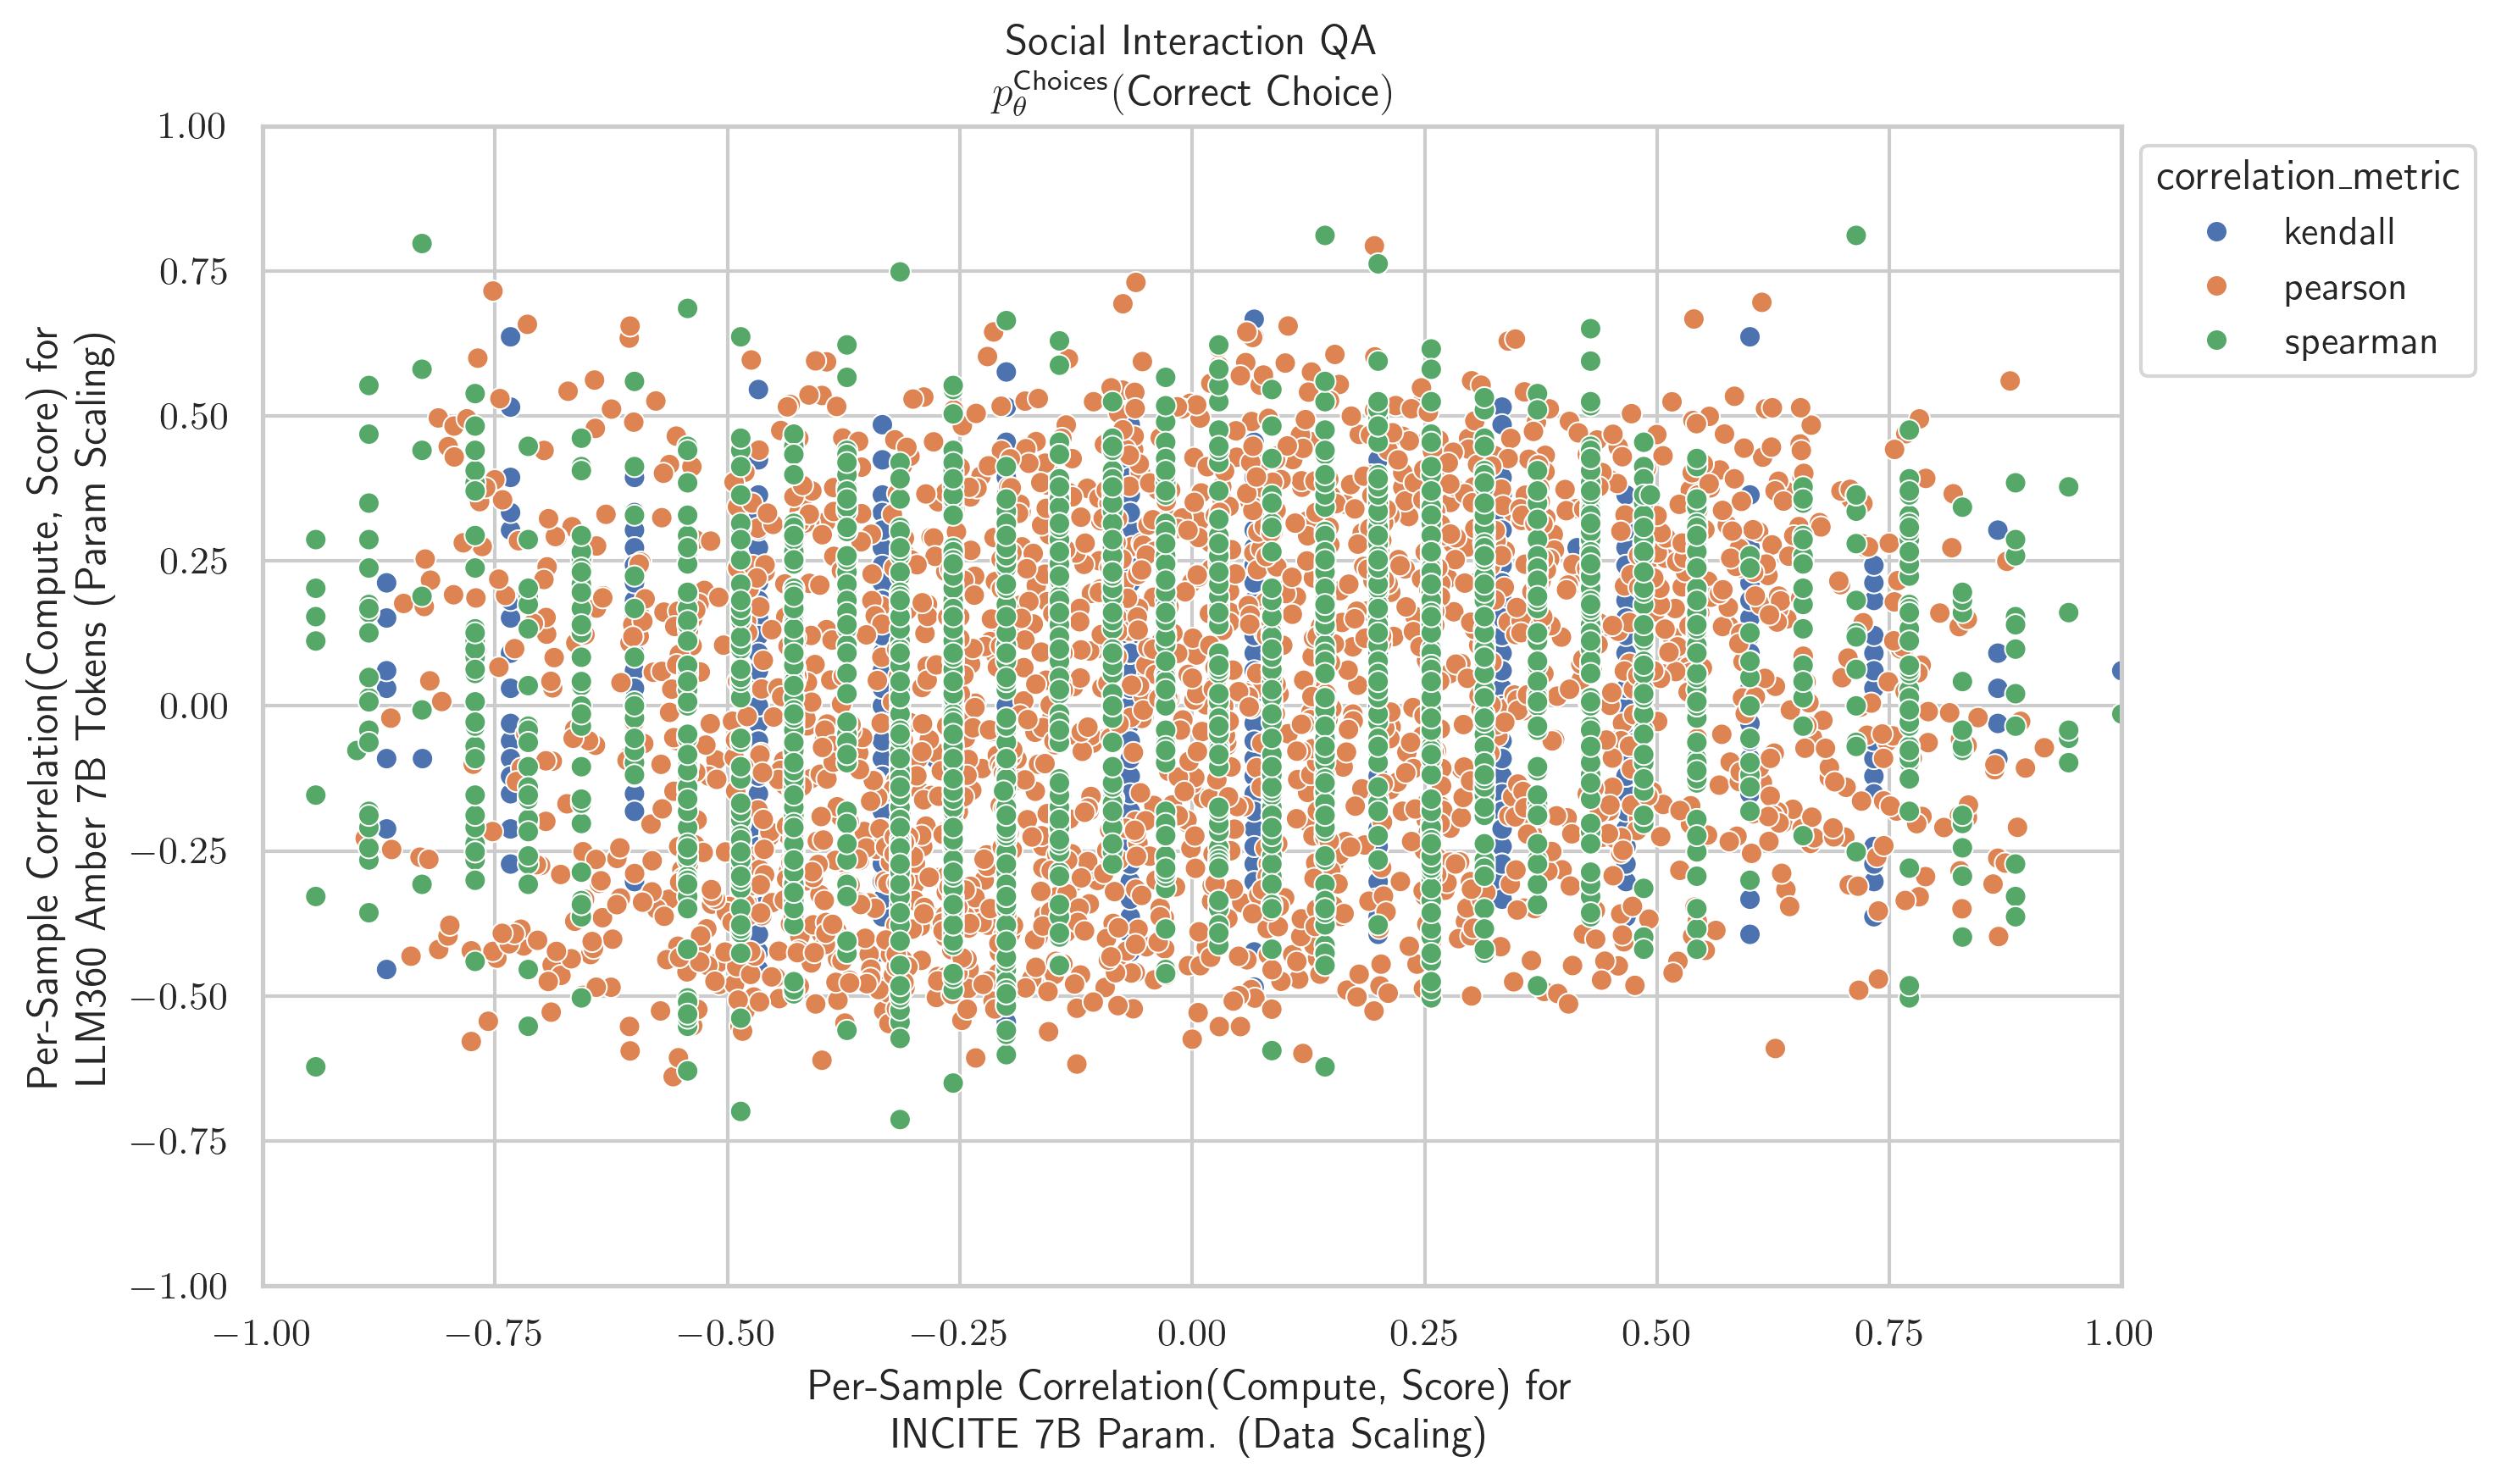 Social Interaction QA
p_θ^Choices(Correct Choice)
1.00
0.75
0.50
0.25
0.00
−0.25
−0.50
−0.75
−1.00
Per-Sample Correlation(Compute, Score) for
LLM360 Amber 7B Tokens (Param Scaling)
−1.00 −0.75 −0.50 −0.25 0.00 0.25 0.50 0.75 1.00
Per-Sample Correlation(Compute, Score) for
INCITE 7B Param. (Data Scaling)
correlation_metric
kendall
pearson
spearman